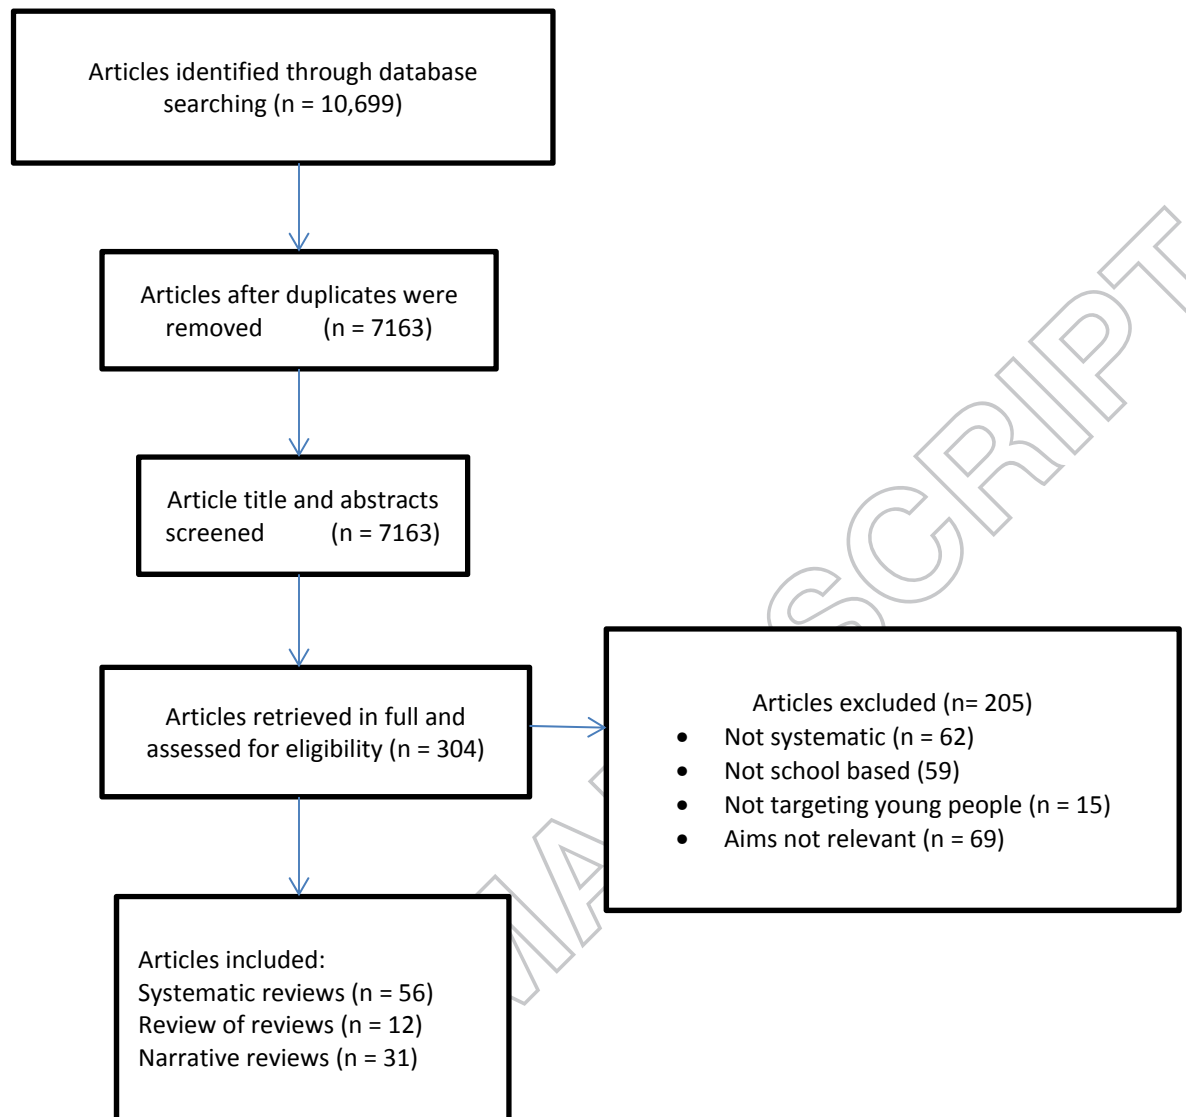 Articles identified through database
searching (n = 10,699)
Articles after duplicates were
removed (n = 7163)
Article title and abstracts
screened (n = 7163)
Articles retrieved in full and
assessed for eligibility (n = 304)
Articles excluded (n= 205)
• Not systematic (n = 62)
• Not school based (59)
• Not targeting young people (n = 15)
• Aims not relevant (n = 69)
Articles included:
Systematic reviews (n = 56)
Review of reviews (n = 12)
Narrative reviews (n = 31)